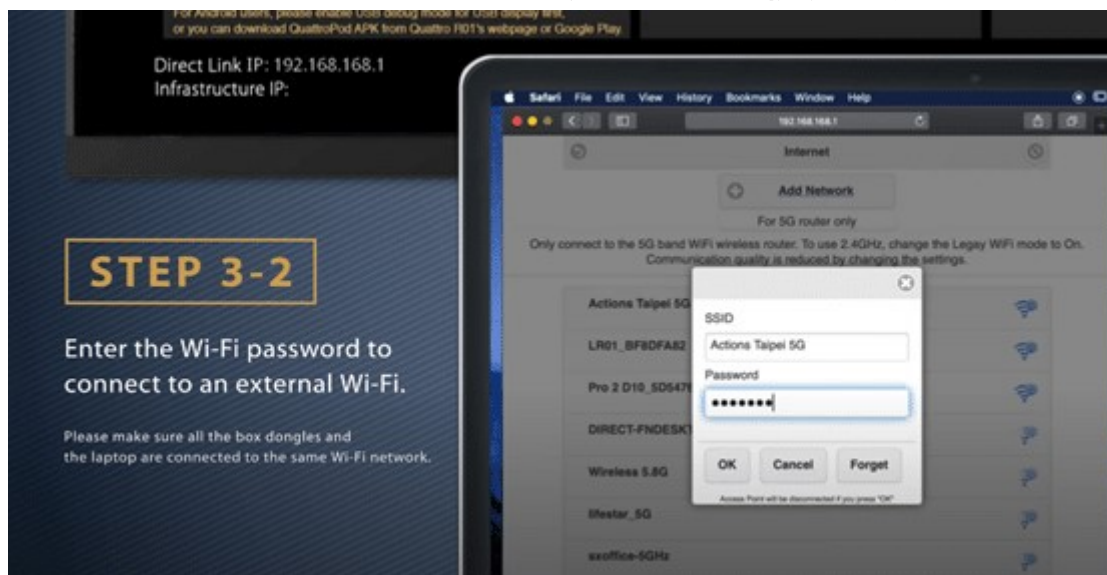 For Android users, please enable USB debug mode for USB display first,
or you can download QuattroPod APK from Quattro R01's webpage or Google Play
Direct Link IP: 192.168.168.1
Infrastructure IP:
STEP 3-2
Enter the Wi-Fi password to
connect to an external Wi-Fi.
Please make sure all the box dongles and
the laptop are connected to the same Wi-Fi network.
Safari File Edit View History Bookmarks Window Help
192.168.168.1
Internet
Add Network
For 5G router only
Only connect to the 5G band WiFi wireless router. To use 2.4GHz, change the Legay WiFi mode to On.
Communication quality is reduced by changing the settings.
Actions Taipei 5G
LR01_BF8DFA82
Pro 2 D10_SD5476
DIRECT-FNDESKT
Wireless 5.8G
lifestar_5G
sxoffice-5GHz
SSID
Actions Taipei 5G
Password
•••••••
OK Cancel Forget
Access Point will be disconnected if you press "OK"